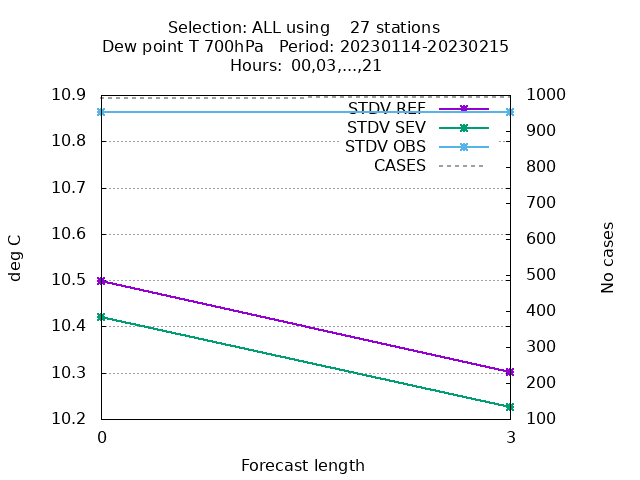 Selection: ALL using 27 stations
Dew point T 700hPa Period: 20230114-20230215
Hours: 00,03,...,21
10.9
10.8
10.7
10.6
10.5
10.4
10.3
10.2
deg C
STDV REF
STDV SEV
STDV OBS
CASES
1000
900
800
700
600
500
400
300
200
100
No cases
0
3
Forecast length